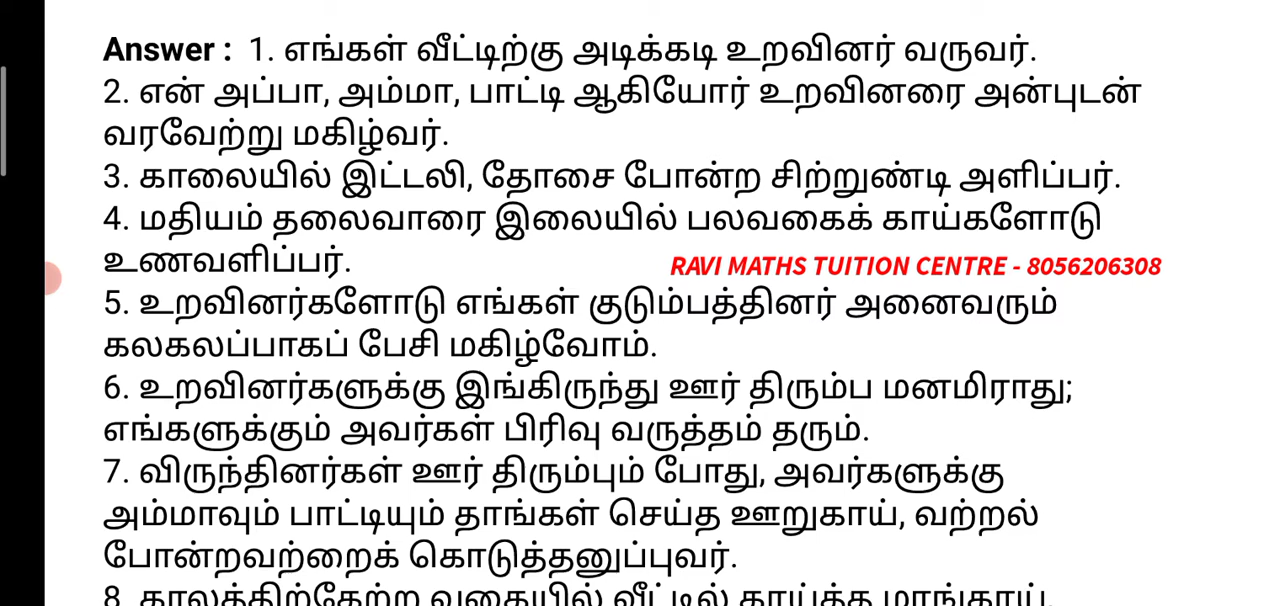 Answer : 1. எங்கள் வீட்டிற்கு அடிக்கடி உறவினர் வருவர்.
2. என் அப்பா, அம்மா, பாட்டி ஆகியோர் உறவினரை அன்புடன்
வரவேற்று மகிழ்வர்.
3. காலையில் இட்டலி, தோசை போன்ற சிற்றுண்டி அளிப்பர்.
4. மதியம் தலைவாரை இலையில் பலவகைக் காய்களோடு
உணவளிப்பர்.
RAVI MATHS TUITION CENTRE - 8056206308
5. உறவினர்களோடு எங்கள் குடும்பத்தினர் அனைவரும்
கலகலப்பாகப் பேசி மகிழ்வோம்.
6. உறவினர்களுக்கு இங்கிருந்து ஊர் திரும்ப மனமிராது;
எங்களுக்கும் அவர்கள் பிரிவு வருத்தம் தரும்.
7. விருந்தினர்கள் ஊர் திரும்பும் போது, அவர்களுக்கு
அம்மாவும் பாட்டியும் தாங்கள் செய்த ஊறுகாய், வற்றல்
போன்றவற்றைக் கொடுத்தனுப்புவர்.
8. காலத்திற்கேற்ற வகையில் வீட்டில் காய்த்த மாங்காய்,